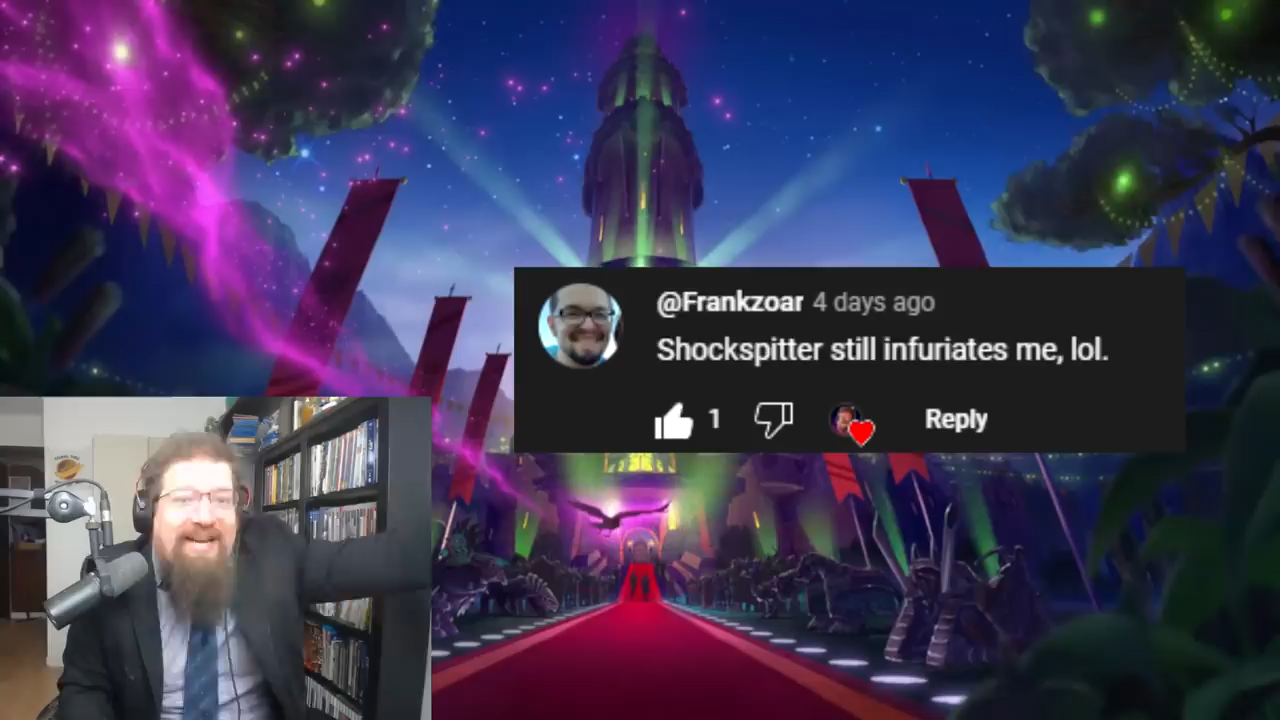 @Frankzoar 4 days ago
Shockspitter still infuriates me, lol.
1
Reply